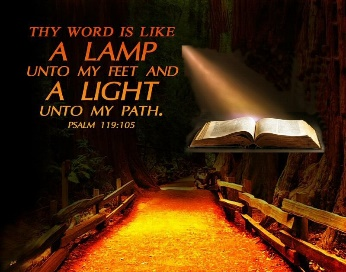 THY WORD IS LIKE
A LAMP
UNTO MY FEET AND
A LIGHT
UNTO MY PATH.
PSALM 119:105